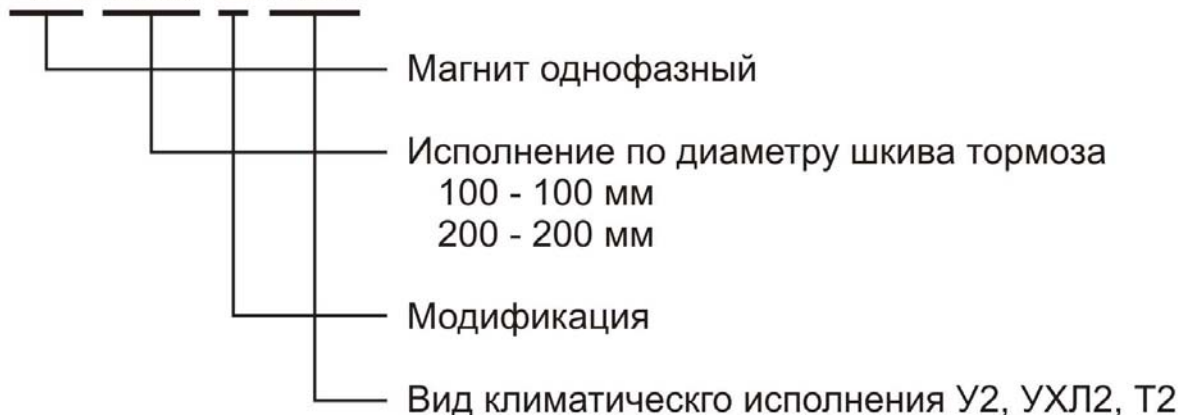 Магнит однофазный
Исполнение по диаметру шкива тормоза
100 - 100 мм
200 - 200 мм
Модификация
Вид климатическго исполнения У2, УХЛ2, Т2